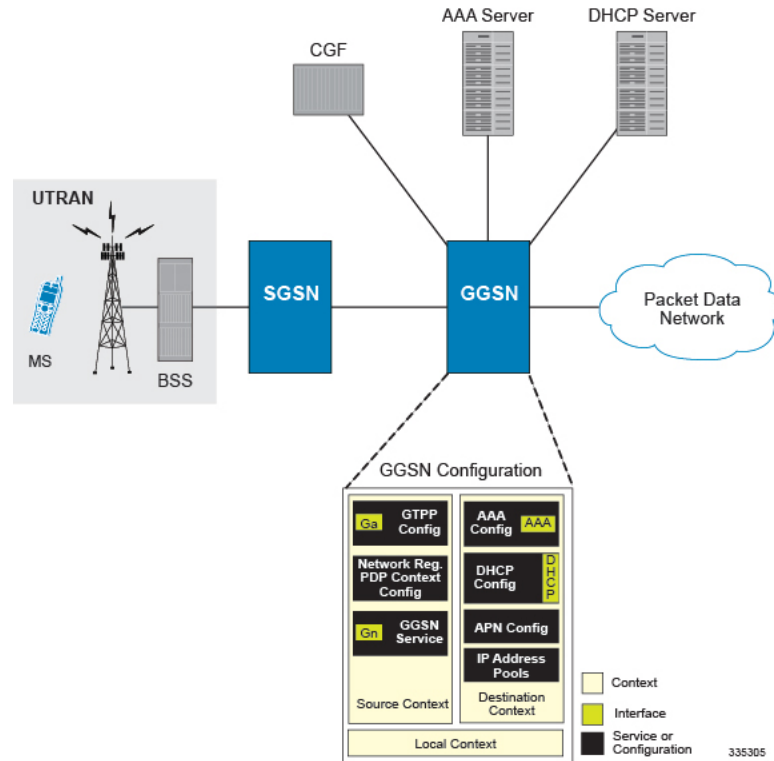 AAA Server
DHCP Server
CGF
UTRAN
SGSN
GGSN
Packet Data
Network
MS
BSS
GGSN Configuration
Ga
GTPP
Config
Network Reg.
PDP Context
Config
Gn
GGSN
Service
Source Context
AAA
Config
AAA
DHCP
Config
DHCP
APN Config
IP Address
Pools
Destination
Context
Local Context
Context
Interface
Service or
Configuration
335305